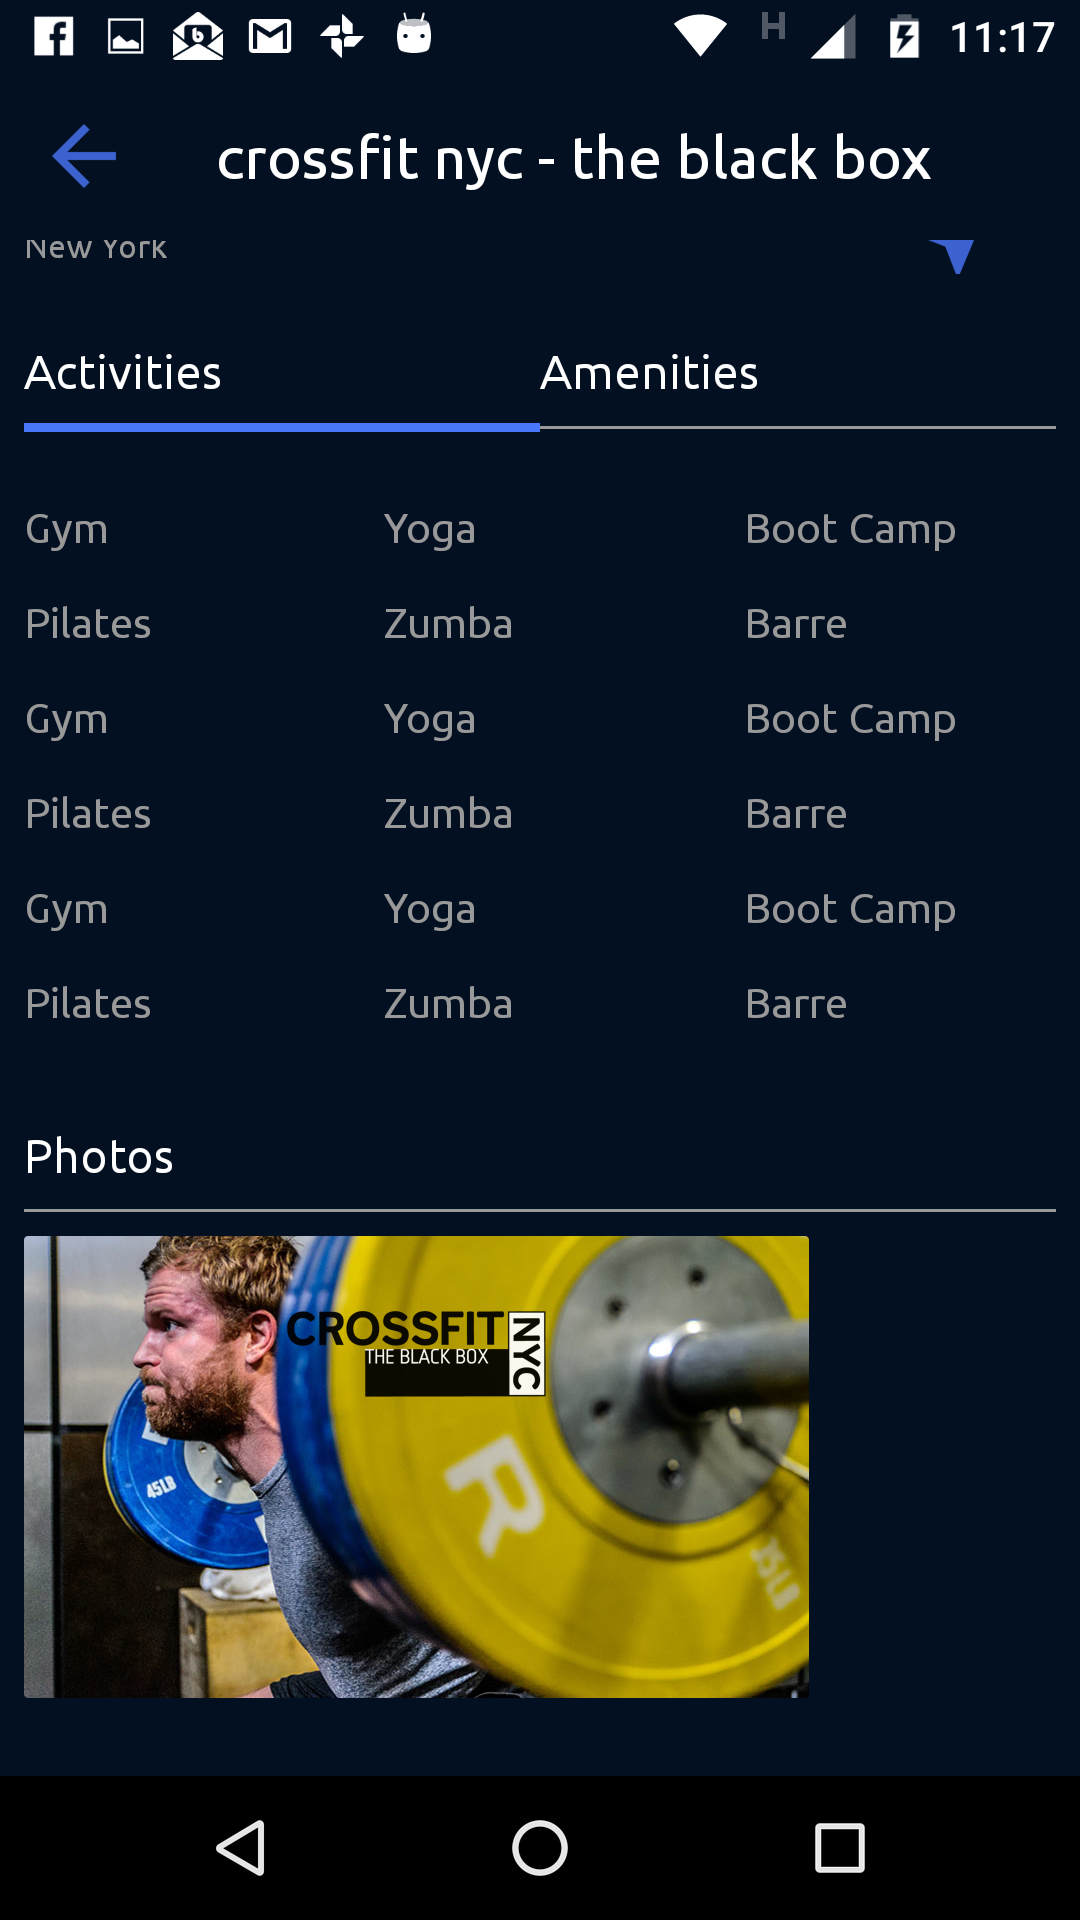 H 11:17
crossfit nyc - the black box
New York
Activities Amenities
Gym Yoga Boot Camp
Pilates Zumba Barre
Gym Yoga Boot Camp
Pilates Zumba Barre
Gym Yoga Boot Camp
Pilates Zumba Barre
Photos
CROSSFIT NYC
THE BLACK BOX
45LB
R
35LB